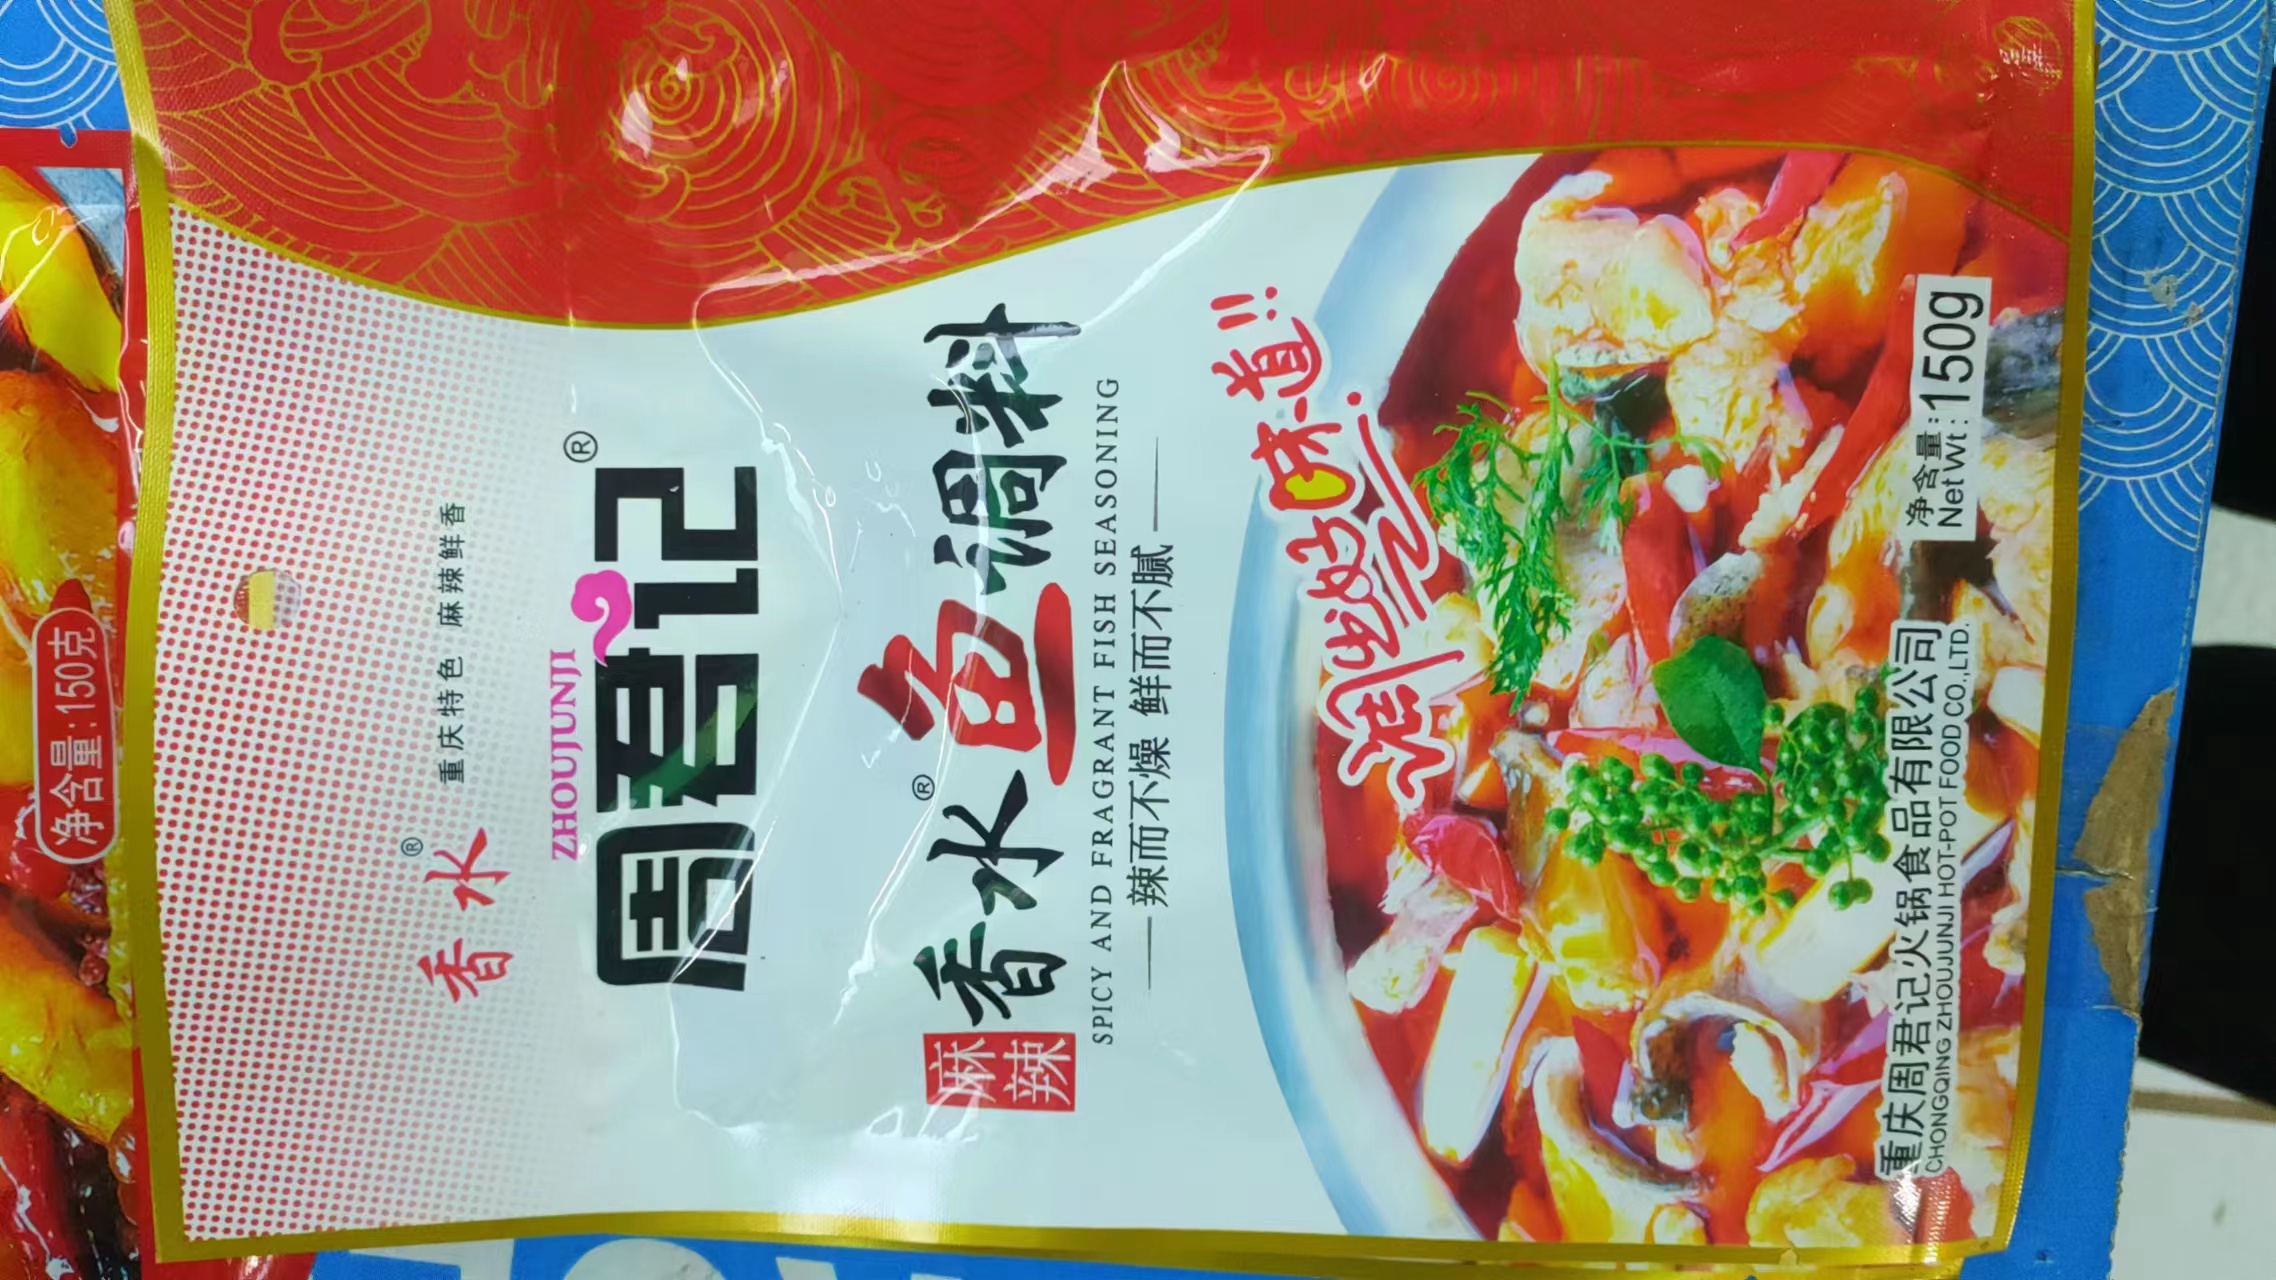 香水®
重庆特色 麻辣鲜香
ZHOUJUNJI
周君记®
麻辣
香水®鱼调料
SPICY AND FRAGRANT FISH SEASONING
辣而不燥 鲜而不腻
味道!!
净含量:150g
Net Wt:
重庆周君记火锅食品有限公司
CHONGQING ZHOUJUNJI HOT-POT FOOD CO.,LTD.
净含量:150克